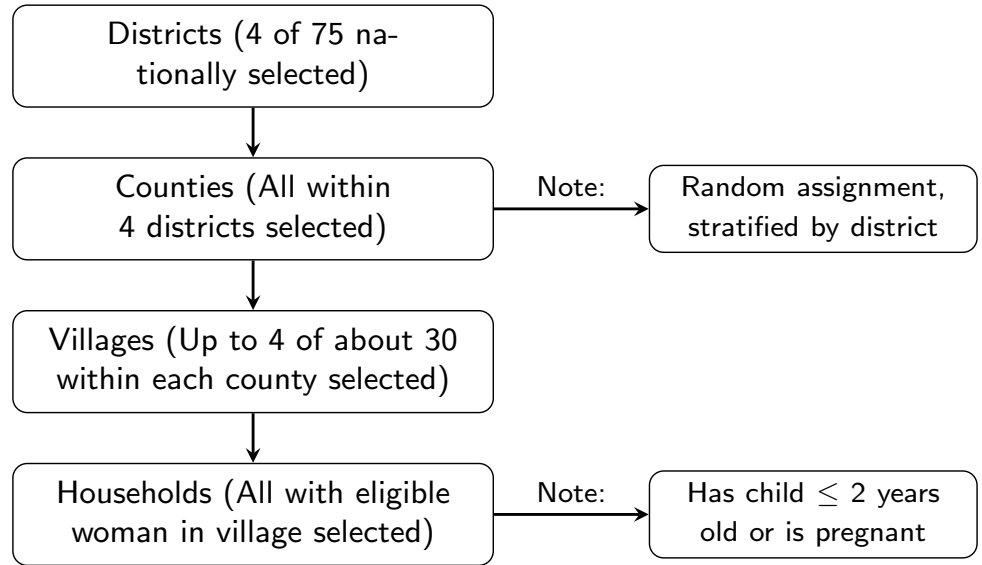 Districts (4 of 75 na-
tionally selected)
Counties (All within
4 districts selected)
Note:
Random assignment,
stratified by district
Villages (Up to 4 of about 30
within each county selected)
Households (All with eligible
woman in village selected)
Note:
Has child ≤ 2 years
old or is pregnant